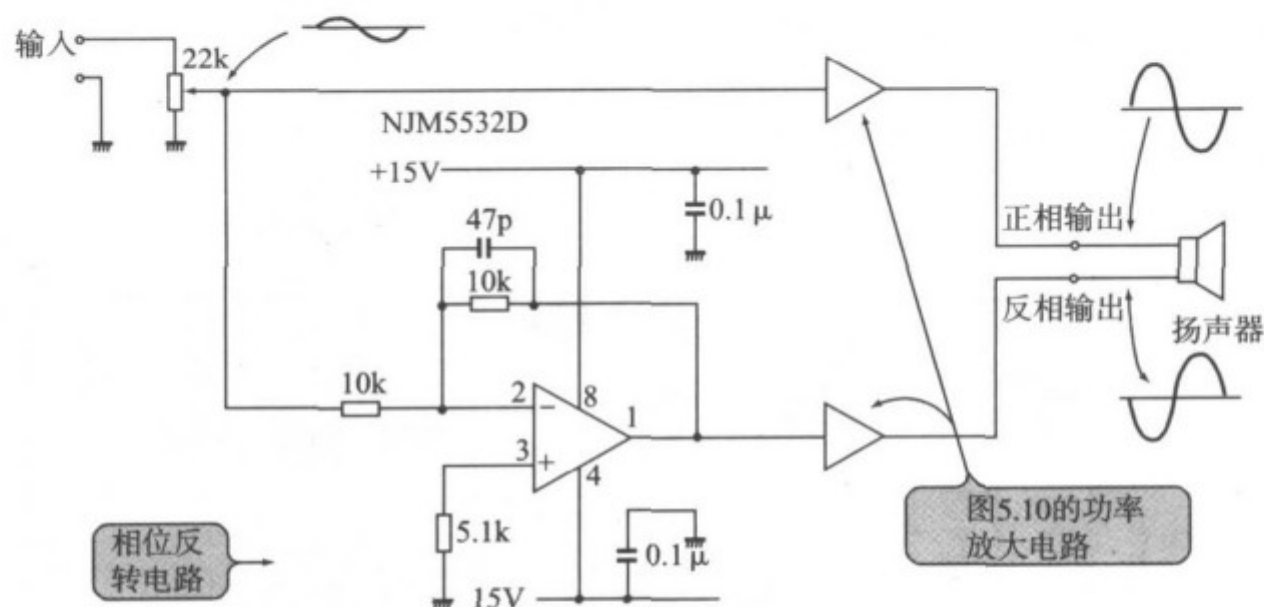 输入
22k
NJM5532D
+15V
0.1μ
47p
10k
10k
2
−
8
1
3
+
4
5.1k
0.1μ
15V
正相输出
反相输出
扬声器
相位反
转电路
图5.10的功率
放大电路